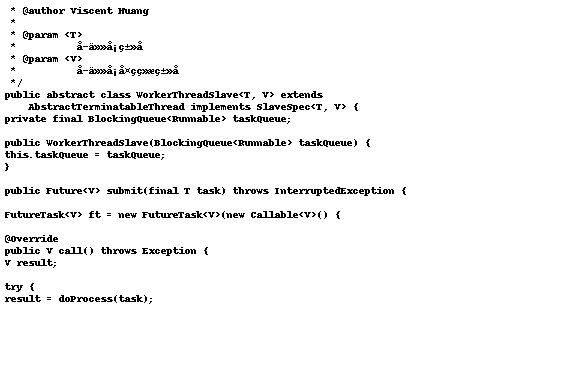 * @author Viscent Huang
*
* @param <T>
* å­ä»»å¡ç±»å
* @param <V>
* å­ä»»å¡å¤çç»æç±»å
*/
public abstract class WorkerThreadSlave<T, V> extends
AbstractTerminatableThread implements SlaveSpec<T, V> {
private final BlockingQueue<Runnable> taskQueue;
public WorkerThreadSlave(BlockingQueue<Runnable> taskQueue) {
this.taskQueue = taskQueue;
}
public Future<V> submit(final T task) throws InterruptedException {
FutureTask<V> ft = new FutureTask<V>(new Callable<V>() {
@Override
public V call() throws Exception {
V result;
try {
result = doProcess(task);